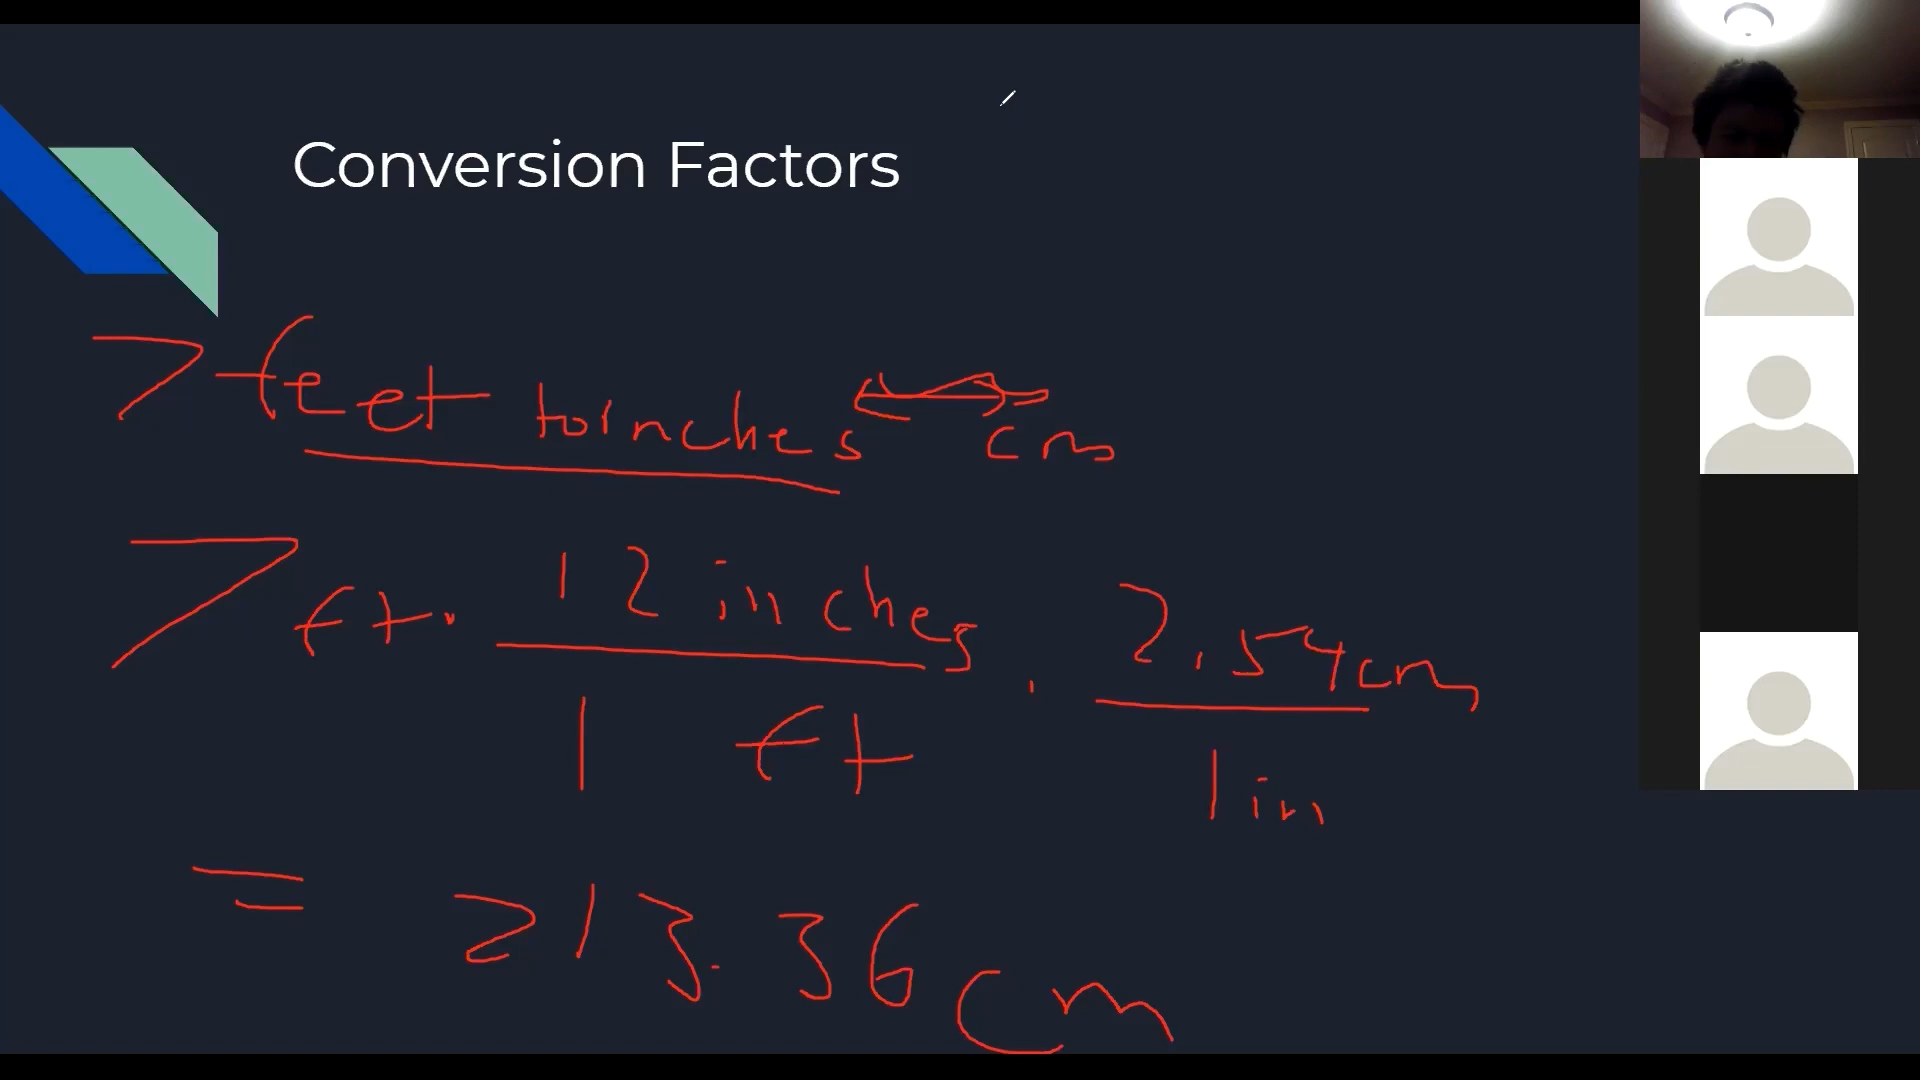 Conversion Factors
7 feet to inches cm
7 ft · 12 inches / 1 ft · 2.54 cm / 1 in
= 213.36 cm